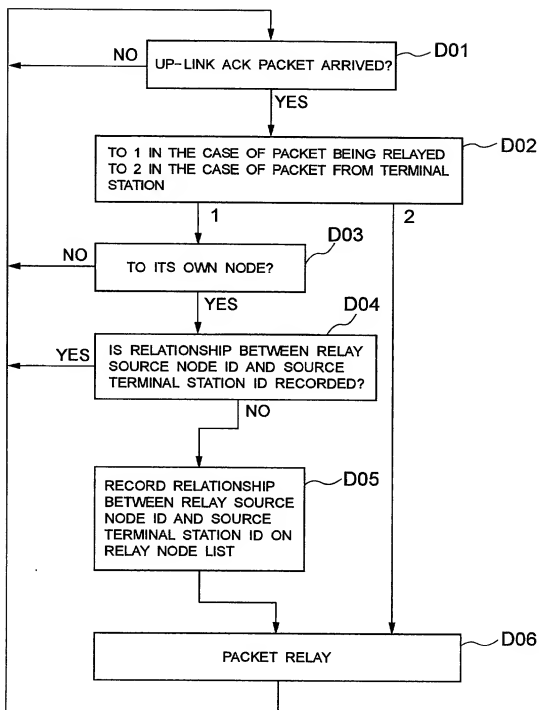 NO
UP-LINK ACK PACKET ARRIVED?
D01
YES
TO 1 IN THE CASE OF PACKET BEING RELAYED
TO 2 IN THE CASE OF PACKET FROM TERMINAL
STATION
D02
1
2
NO
TO ITS OWN NODE?
D03
YES
D04
YES
IS RELATIONSHIP BETWEEN RELAY
SOURCE NODE ID AND SOURCE
TERMINAL STATION ID RECORDED?
NO
RECORD RELATIONSHIP
BETWEEN RELAY SOURCE
NODE ID AND SOURCE
TERMINAL STATION ID ON
RELAY NODE LIST
D05
PACKET RELAY
D06